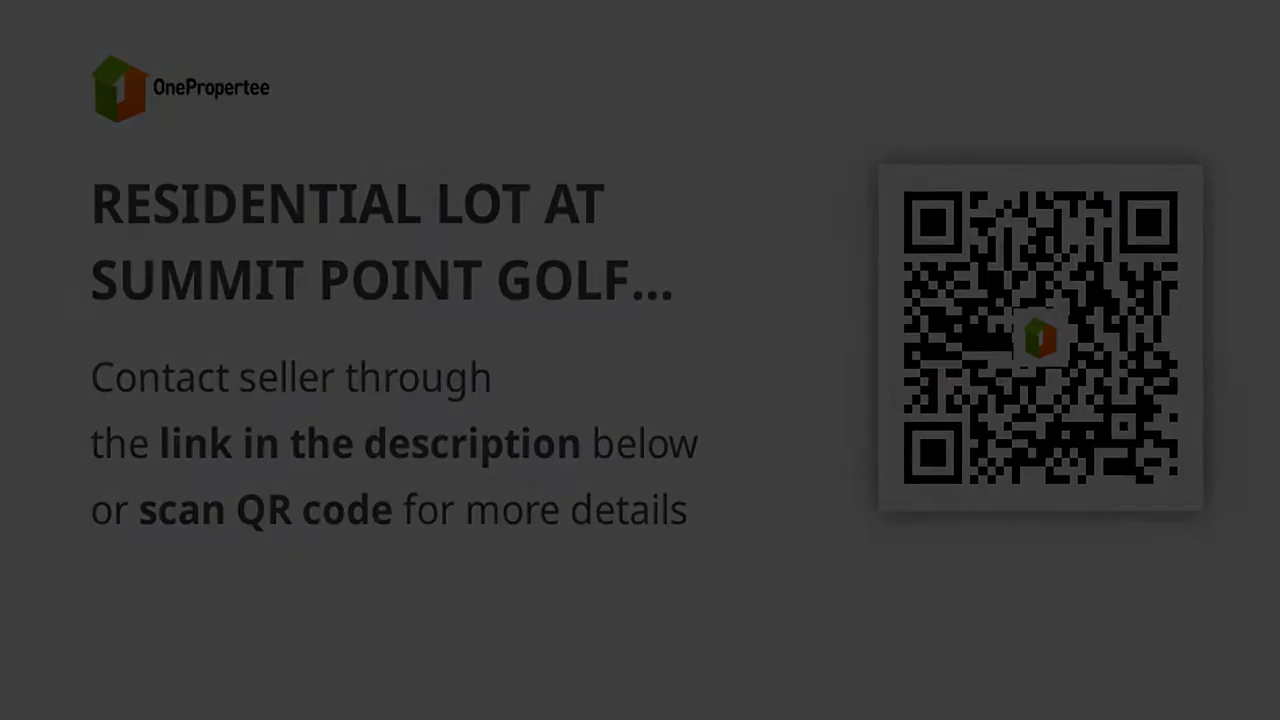 OnePropertee
RESIDENTIAL LOT AT
SUMMIT POINT GOLF...
Contact seller through
the link in the description below
or scan QR code for more details